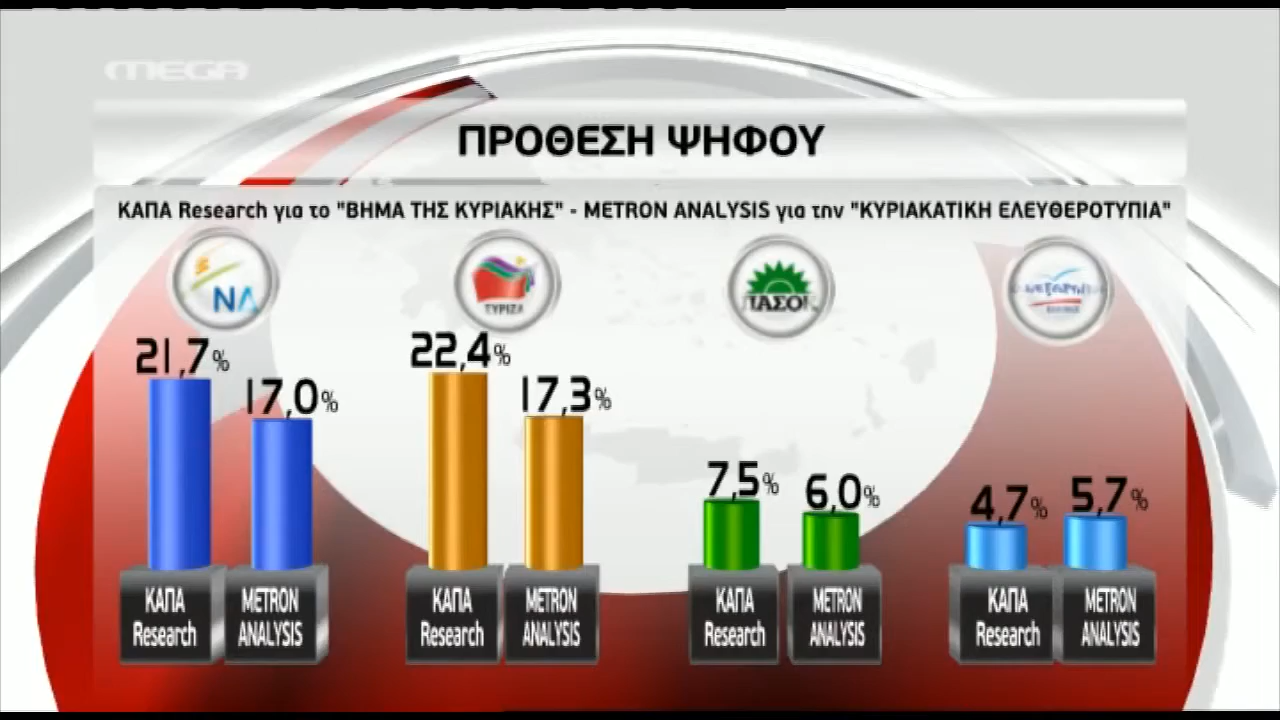 MEGA
ΠΡΟΘΕΣΗ ΨΗΦΟΥ
ΚΑΠΑ Research για το "ΒΗΜΑ ΤΗΣ ΚΥΡΙΑΚΗΣ" - METRON ANALYSIS για την "ΚΥΡΙΑΚΑΤΙΚΗ ΕΛΕΥΘΕΡΟΤΥΠΙΑ"
ΝΔ
ΣΥΡΙΖΑ
ΠΑΣΟΚ
21,7%
17,0%
22,4%
17,3%
7,5%
6,0%
4,7%
5,7%
ΚΑΠΑ Research
METRON ANALYSIS
ΚΑΠΑ Research
METRON ANALYSIS
ΚΑΠΑ Research
METRON ANALYSIS
ΚΑΠΑ Research
METRON ANALYSIS